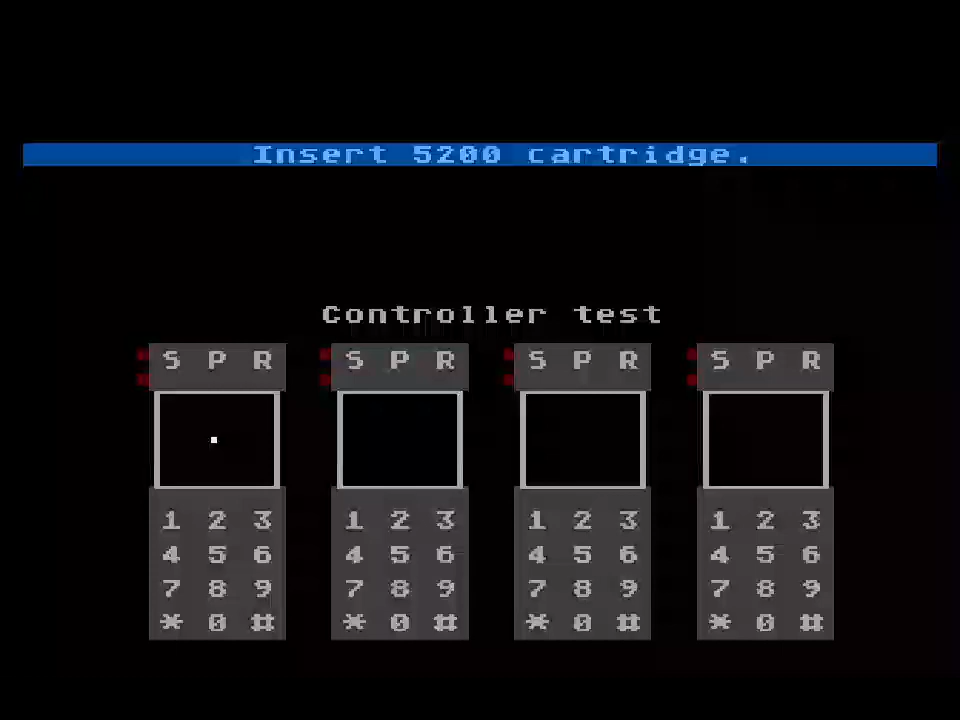 Insert 5200 cartridge.
Controller test
S P R S P R S P R S P R
1 2 3 1 2 3 1 2 3 1 2 3
4 5 6 4 5 6 4 5 6 4 5 6
7 8 9 7 8 9 7 8 9 7 8 9
* 0 # * 0 # * 0 # * 0 #